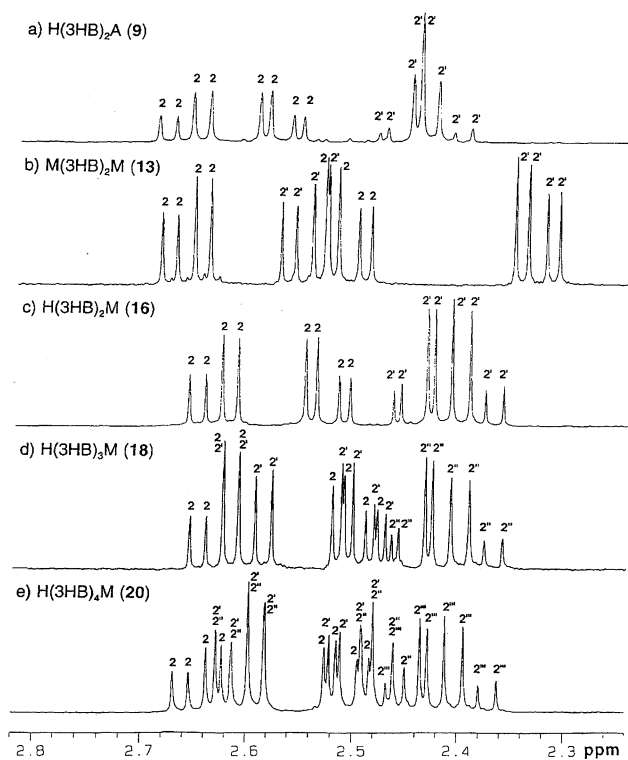 a) H(3HB)₂A (9)
2 2 2 2 2 2 2 2 2' 2' 2' 2' 2' 2' 2' 2'
b) M(3HB)₂M (13)
2 2 2 2 2' 2' 2' 2 2' 2 2 2 2' 2' 2' 2'
c) H(3HB)₂M (16)
2 2 2 2 2 2 2 2 2' 2' 2' 2' 2' 2' 2' 2'
d) H(3HB)₃M (18)
2 2 2 2' 2 2' 2' 2' 2 2' 2 2' 2 2' 2 2' 2" 2" 2" 2" 2" 2" 2" 2"
e) H(3HB)₄M (20)
2 2 2 2' 2" 2 2' 2" 2' 2" 2' 2" 2 2' 2 2' 2 2' 2" 2 2' 2" 2''' 2" 2''' 2" 2''' 2''' 2''' 2''' 2''' 2'''
2.8 2.7 2.6 2.5 2.4 2.3 ppm